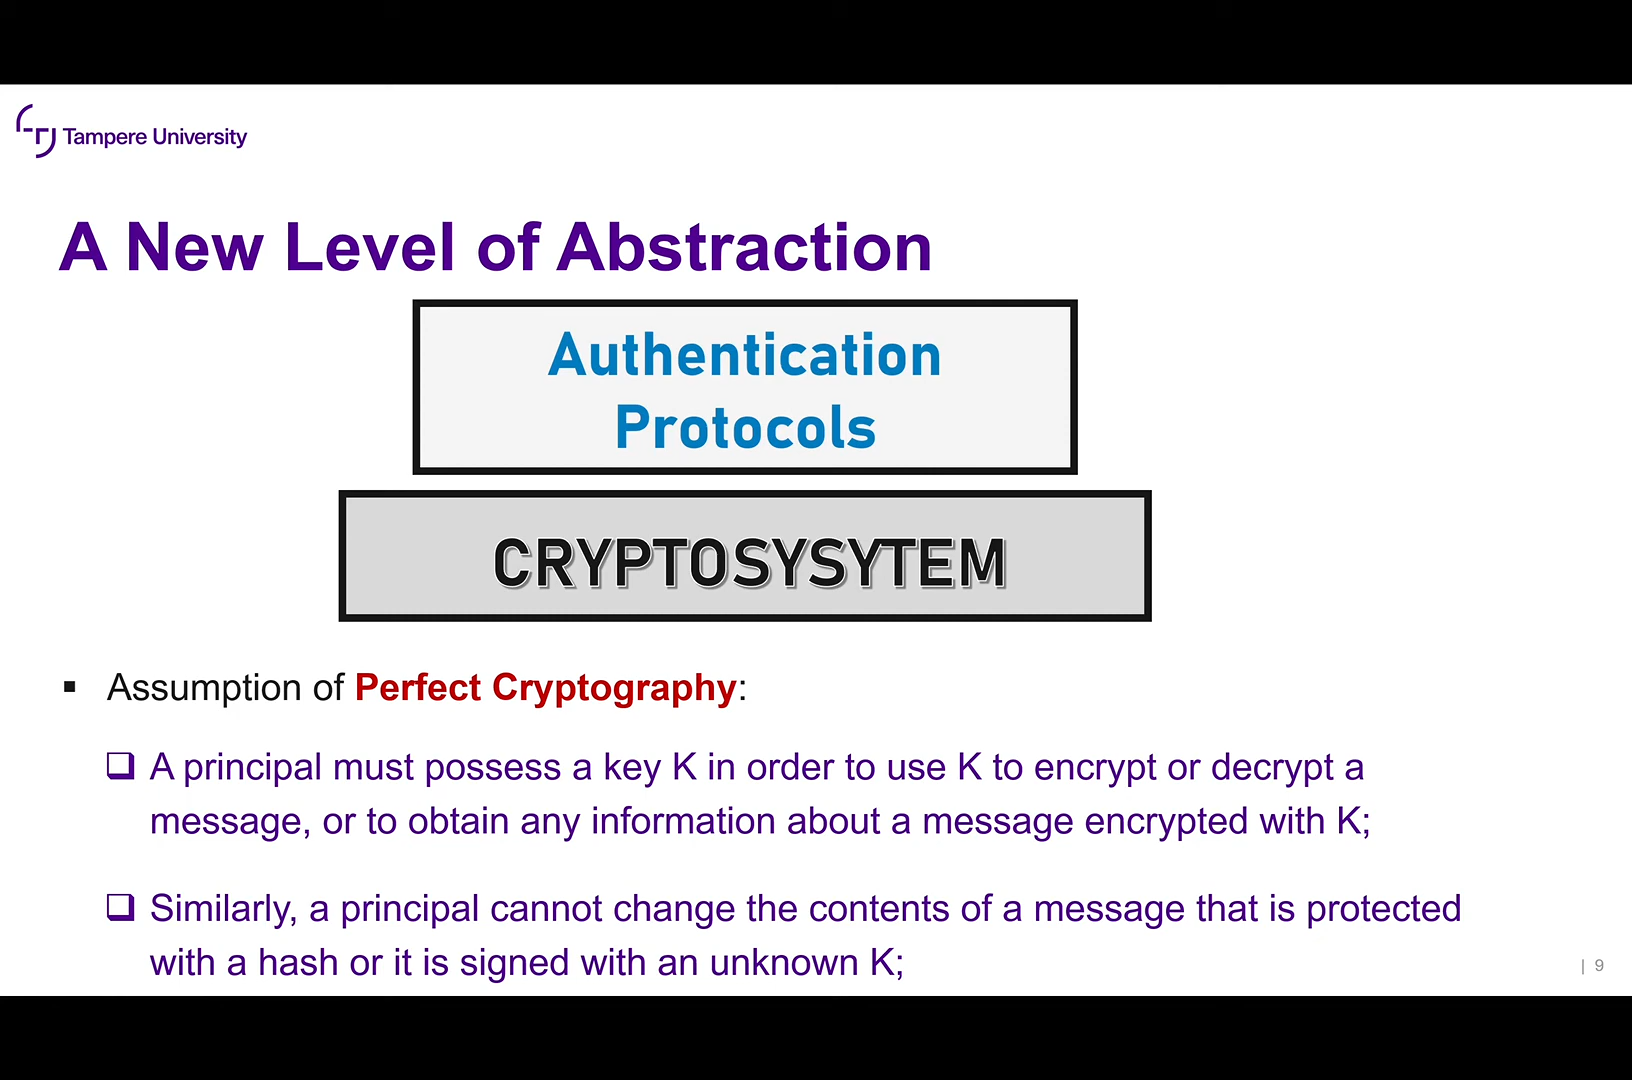 Tampere University
A New Level of Abstraction
Authentication
Protocols
CRYPTOSYSYTEM
▪ Assumption of Perfect Cryptography:
❑ A principal must possess a key K in order to use K to encrypt or decrypt a
message, or to obtain any information about a message encrypted with K;
❑ Similarly, a principal cannot change the contents of a message that is protected
with a hash or it is signed with an unknown K;
| 9